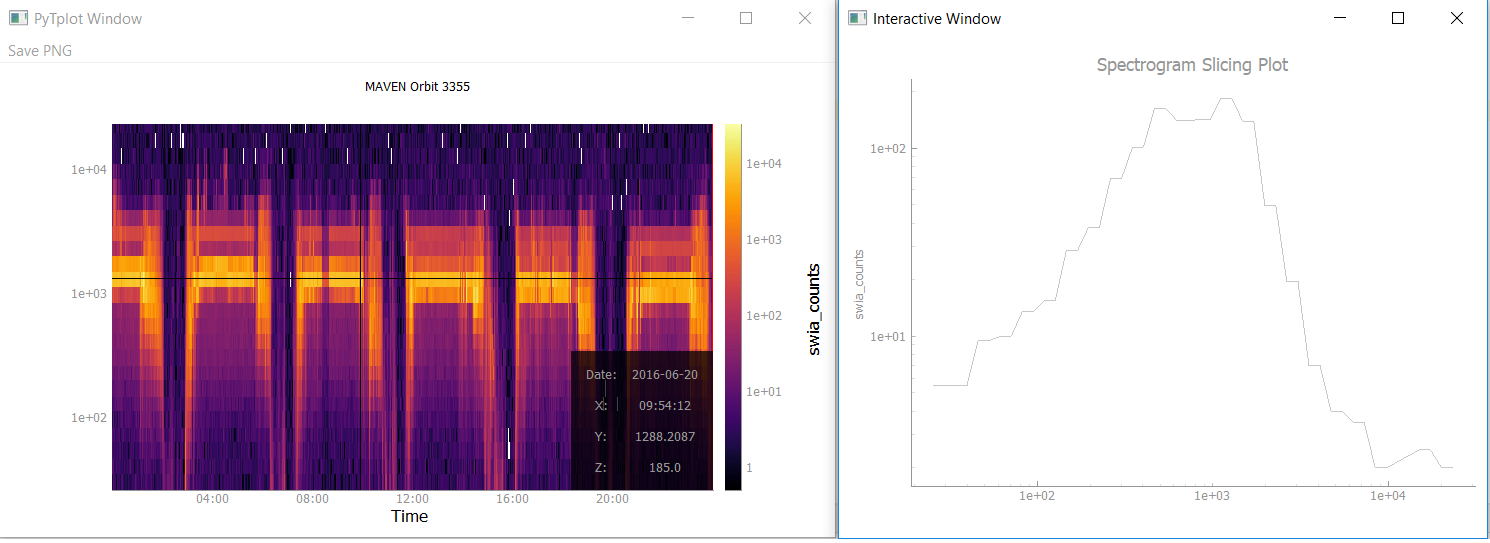 PyTplot Window
Save PNG
MAVEN Orbit 3355
1e+04
1e+03
1e+02
1e+04
1e+03
1e+02
1e+01
1
swia_counts
Date: 2016-06-20
X: 09:54:12
Y: 1288.2087
Z: 185.0
04:00 08:00 12:00 16:00 20:00
Time
Interactive Window
Spectrogram Slicing Plot
swia_counts
1e+02
1e+01
1e+02 1e+03 1e+04